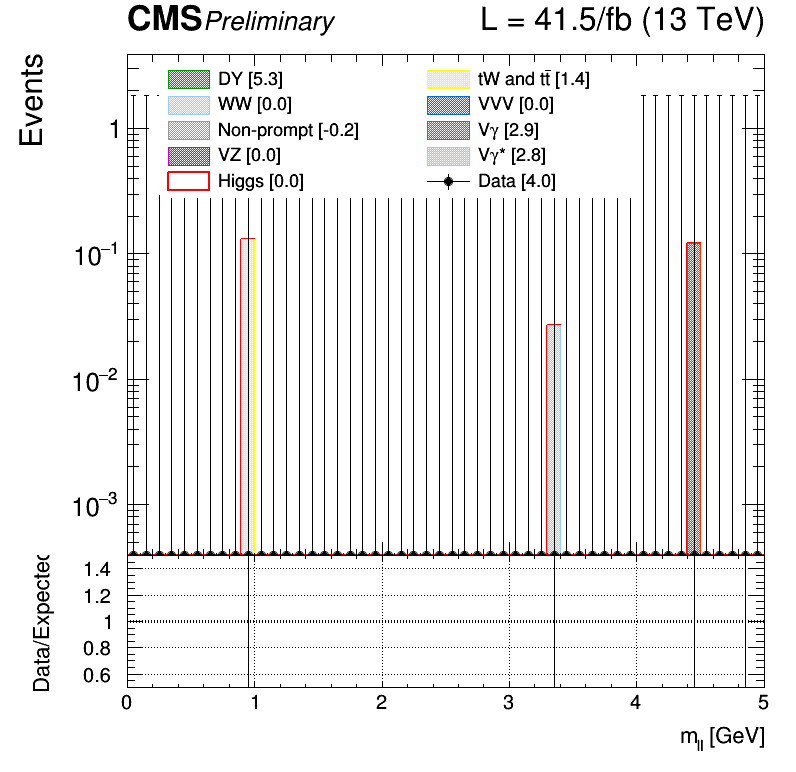 CMS Preliminary L = 41.5/fb (13 TeV)
Events
DY [5.3]
tW and tt̄ [1.4]
WW [0.0]
VVV [0.0]
Non-prompt [-0.2]
Vγ [2.9]
VZ [0.0]
Vγ* [2.8]
Higgs [0.0]
Data [4.0]
1
10⁻¹
10⁻²
10⁻³
Data/Expected
1.4
1.2
1
0.8
0.6
0 1 2 3 4 5
m_ll [GeV]